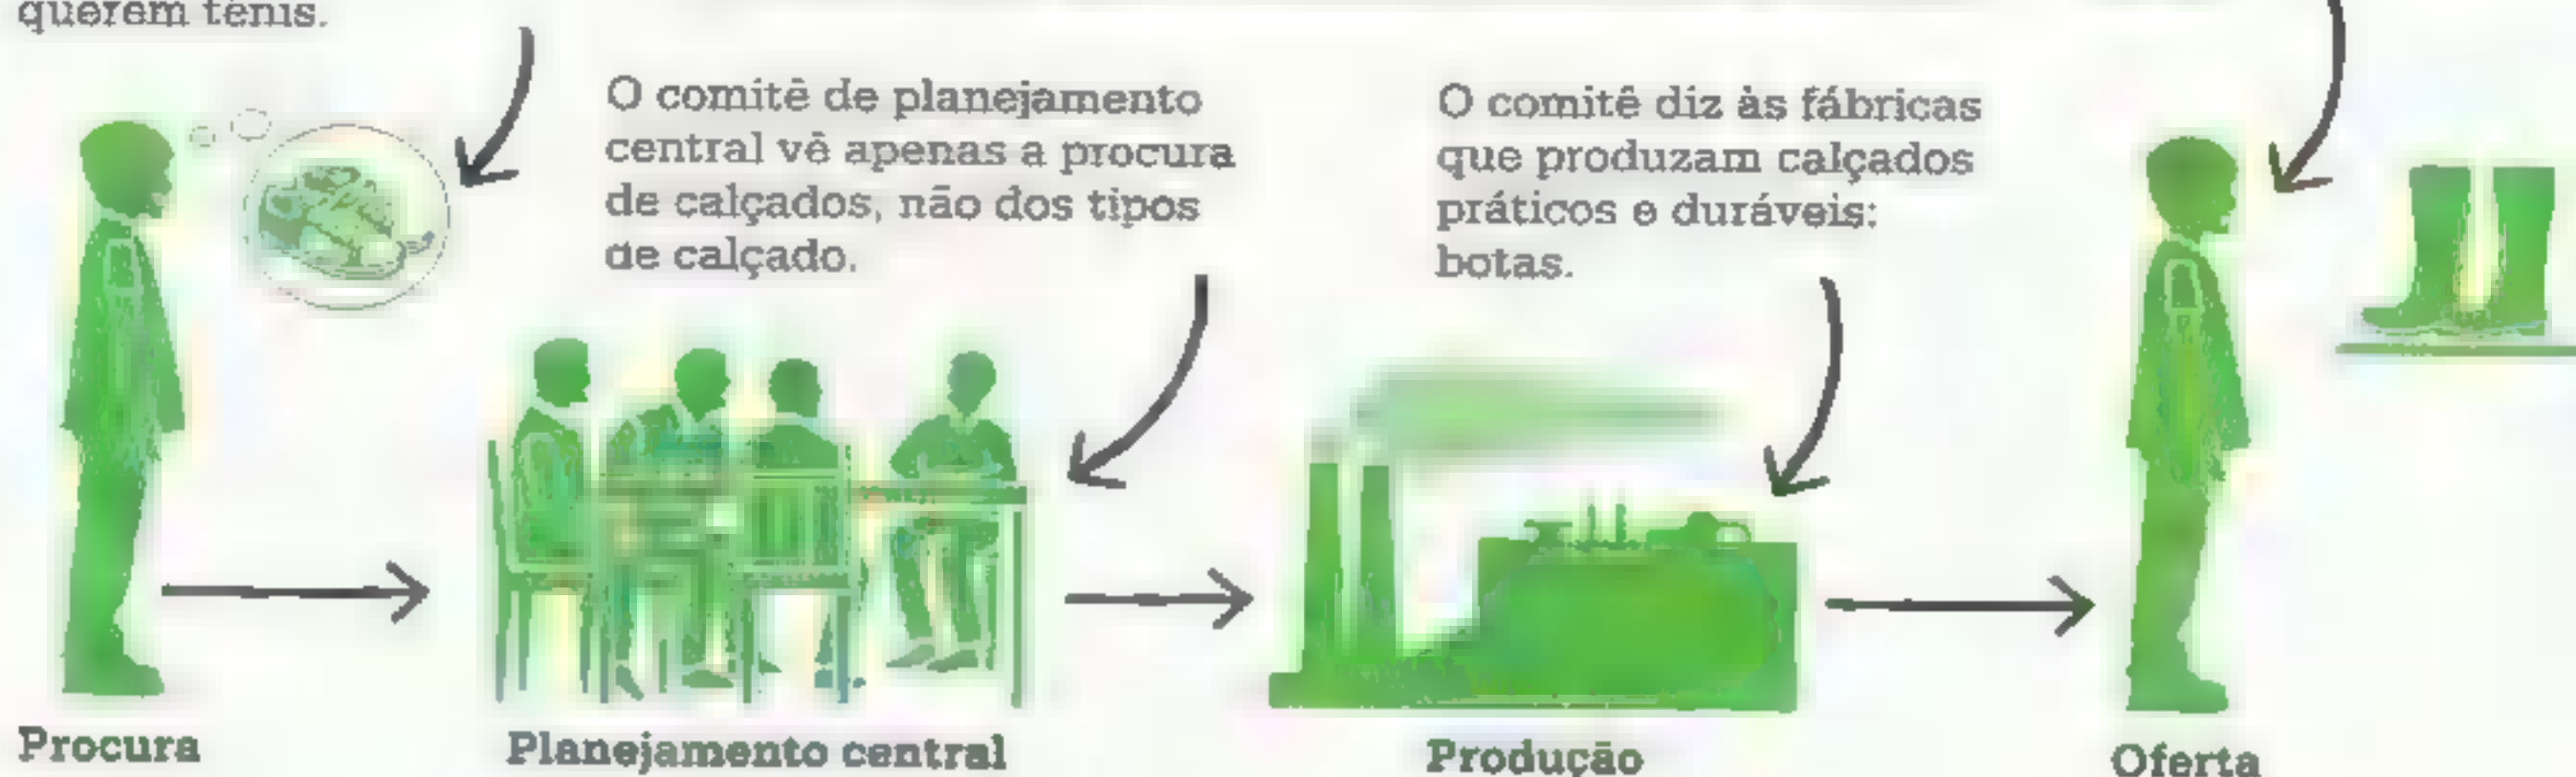 querem tênis.
O comitê de planejamento
central vê apenas a procura
de calçados, não dos tipos
de calçado.
O comitê diz às fábricas
que produzam calçados
práticos e duráveis:
botas.
Procura
Planejamento central
Produção
Oferta